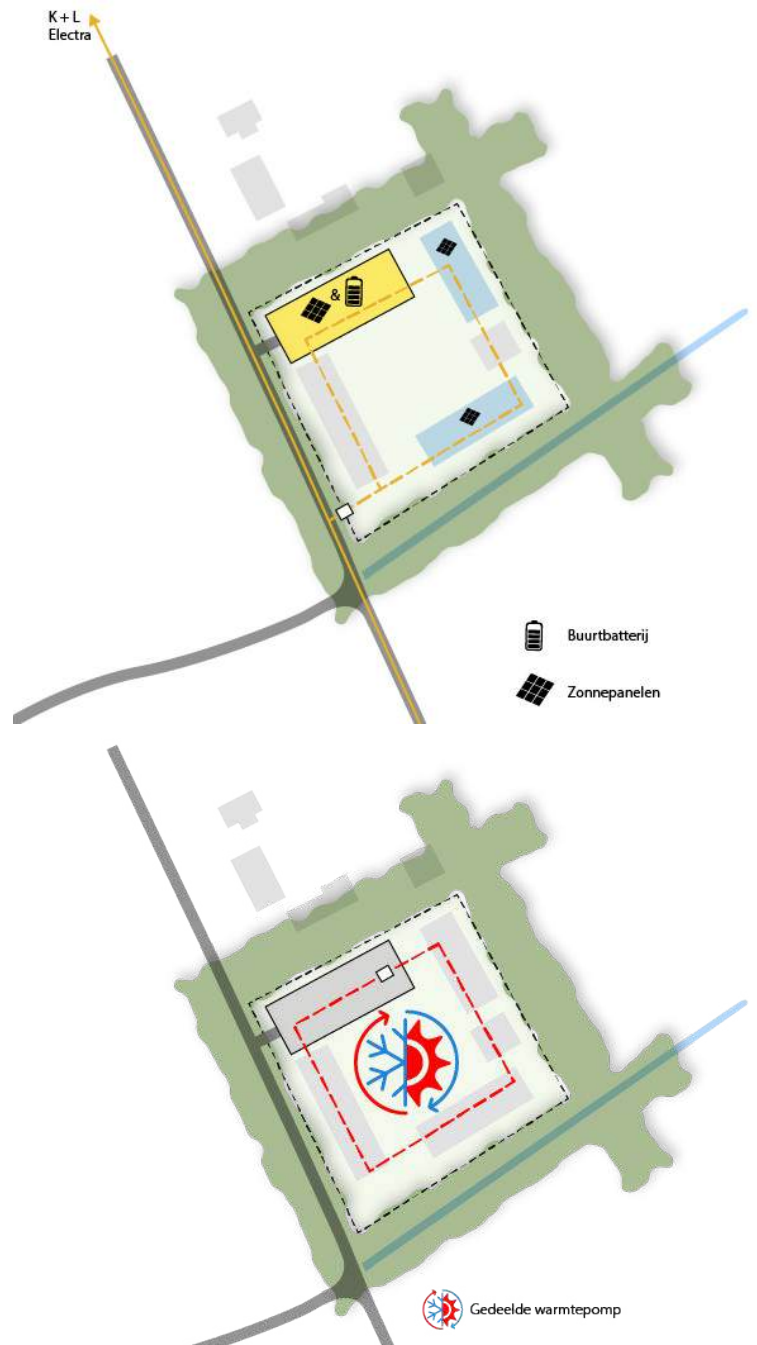 K + L
Electra
&
Buurtbatterij
Zonnepanelen
Gedeelde warmtepomp